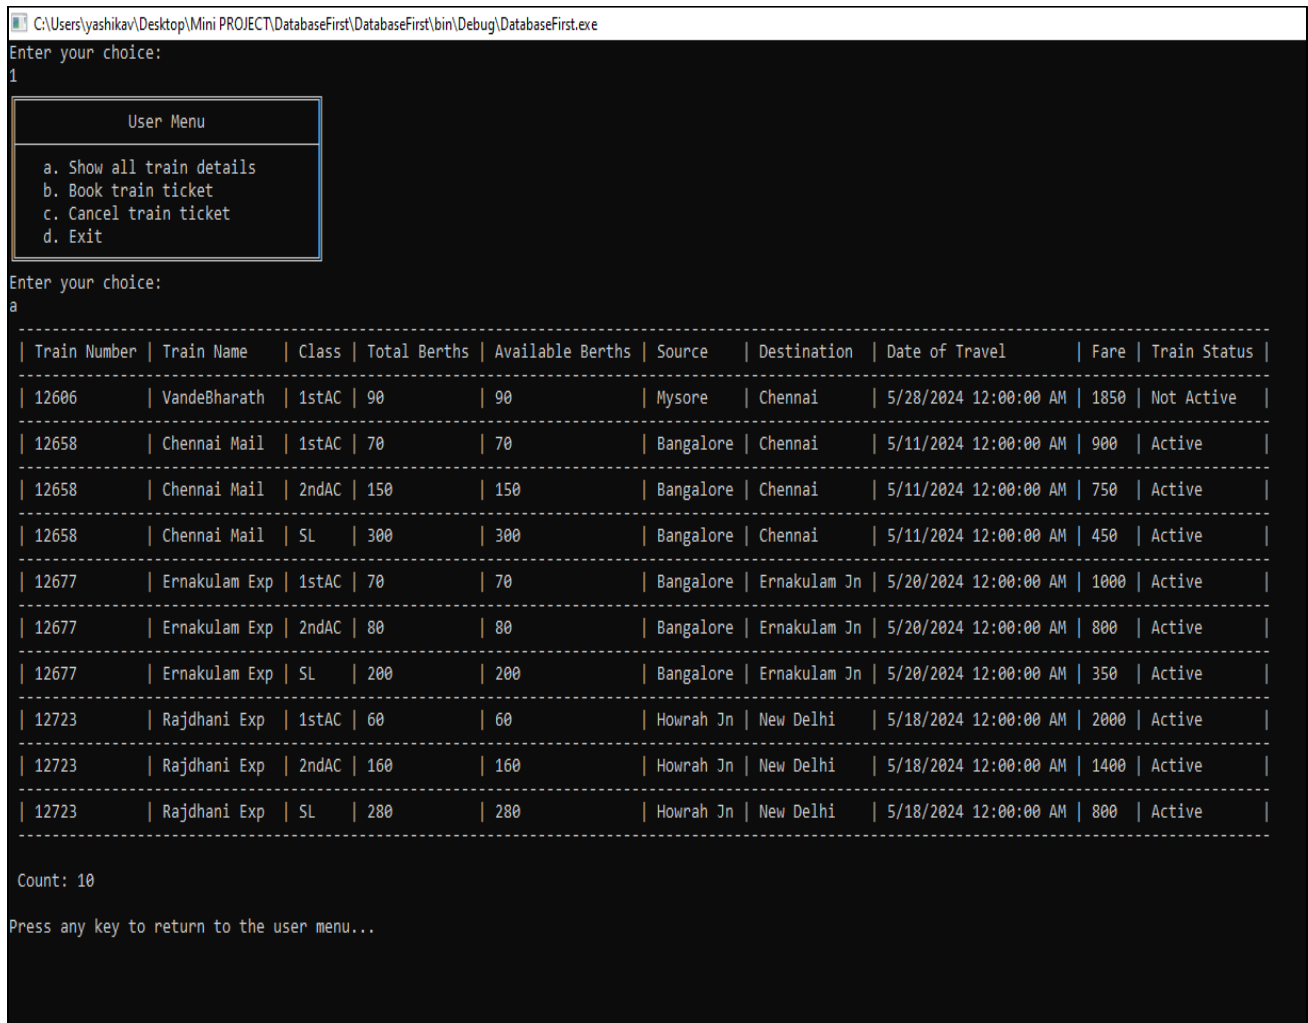 C:\Users\yashikav\Desktop\Mini PROJECT\DatabaseFirst\DatabaseFirst\bin\Debug\DatabaseFirst.exe
Enter your choice:
1
User Menu
a. Show all train details
b. Book train ticket
c. Cancel train ticket
d. Exit
Enter your choice:
a
| Train Number | Train Name | Class | Total Berths | Available Berths | Source | Destination | Date of Travel | Fare | Train Status |
| 12606 | VandeBharath | 1stAC | 90 | 90 | Mysore | Chennai | 5/28/2024 12:00:00 AM | 1850 | Not Active |
| 12658 | Chennai Mail | 1stAC | 70 | 70 | Bangalore | Chennai | 5/11/2024 12:00:00 AM | 900 | Active |
| 12658 | Chennai Mail | 2ndAC | 150 | 150 | Bangalore | Chennai | 5/11/2024 12:00:00 AM | 750 | Active |
| 12658 | Chennai Mail | SL | 300 | 300 | Bangalore | Chennai | 5/11/2024 12:00:00 AM | 450 | Active |
| 12677 | Ernakulam Exp | 1stAC | 70 | 70 | Bangalore | Ernakulam Jn | 5/20/2024 12:00:00 AM | 1000 | Active |
| 12677 | Ernakulam Exp | 2ndAC | 80 | 80 | Bangalore | Ernakulam Jn | 5/20/2024 12:00:00 AM | 800 | Active |
| 12677 | Ernakulam Exp | SL | 200 | 200 | Bangalore | Ernakulam Jn | 5/20/2024 12:00:00 AM | 350 | Active |
| 12723 | Rajdhani Exp | 1stAC | 60 | 60 | Howrah Jn | New Delhi | 5/18/2024 12:00:00 AM | 2000 | Active |
| 12723 | Rajdhani Exp | 2ndAC | 160 | 160 | Howrah Jn | New Delhi | 5/18/2024 12:00:00 AM | 1400 | Active |
| 12723 | Rajdhani Exp | SL | 280 | 280 | Howrah Jn | New Delhi | 5/18/2024 12:00:00 AM | 800 | Active |
Count: 10
Press any key to return to the user menu...